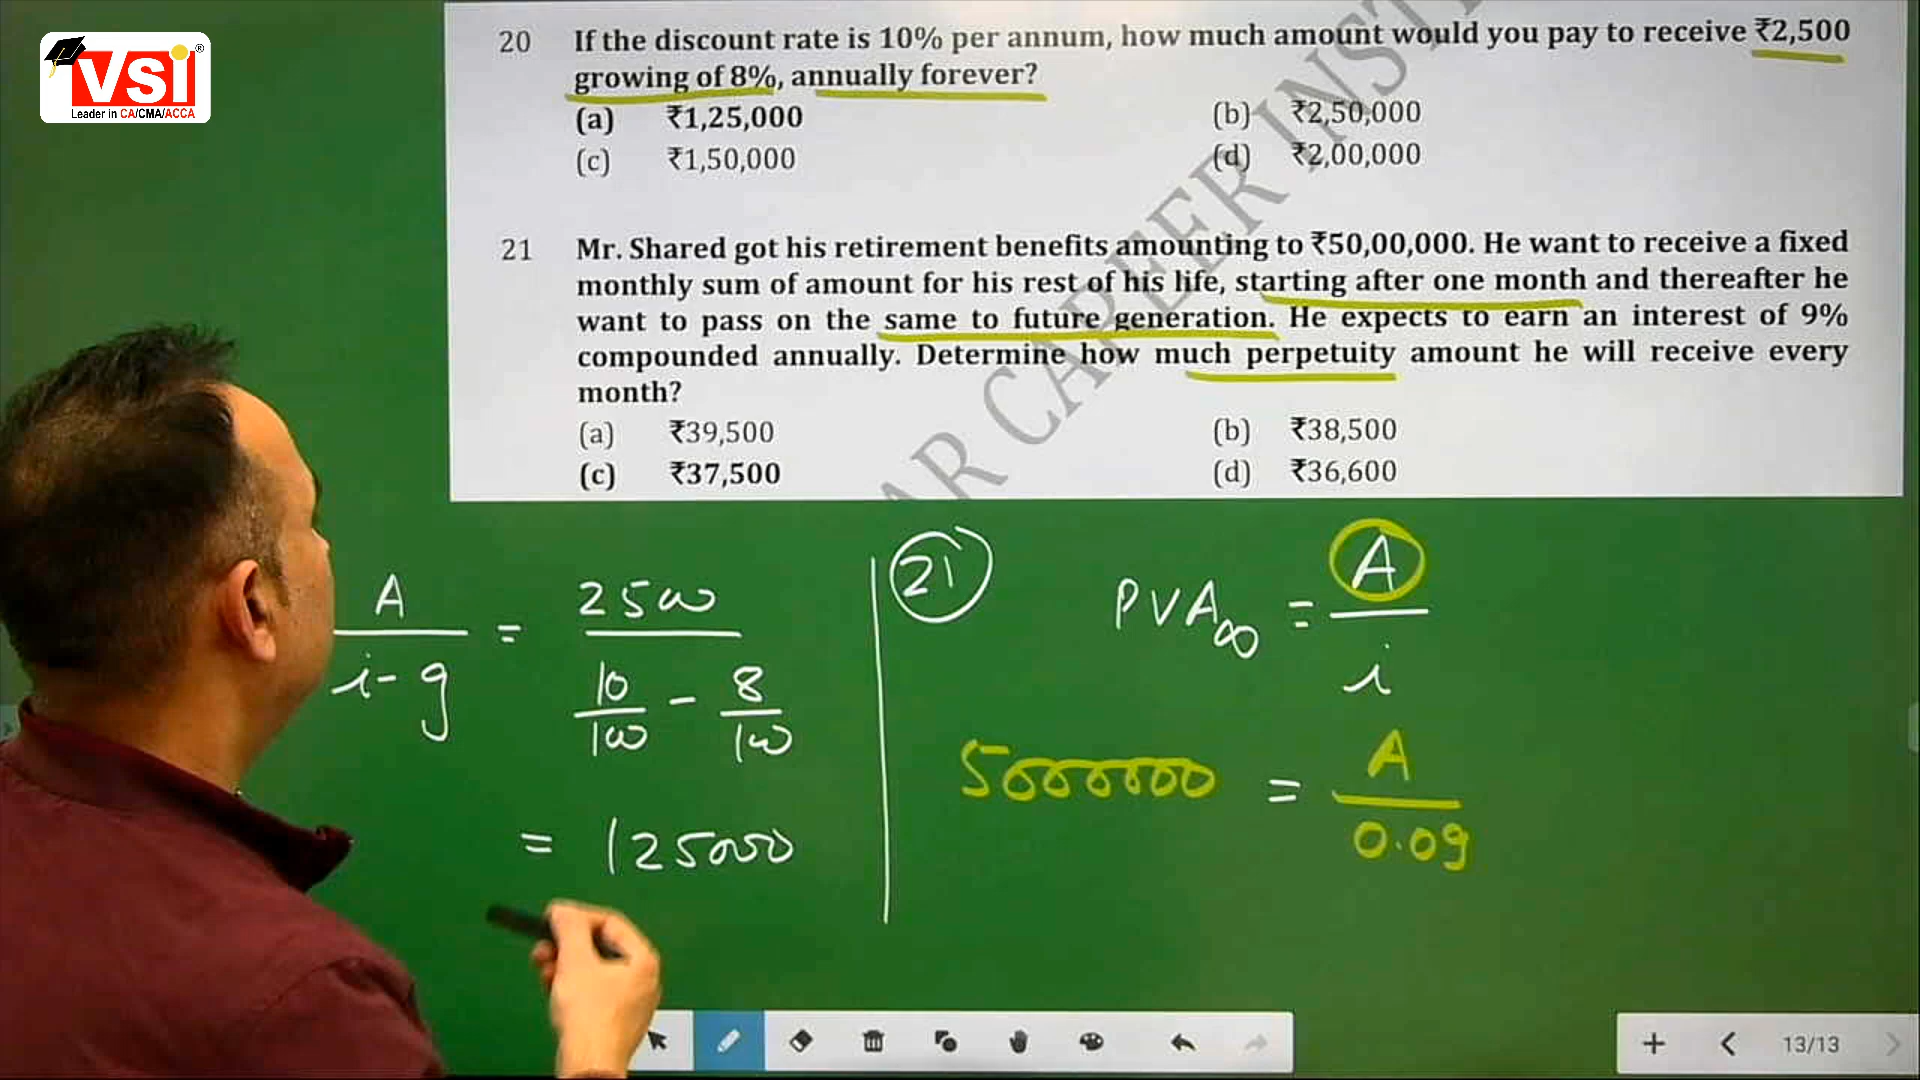 VSI®
Leader in CA/CMA/ACCA
20 If the discount rate is 10% per annum, how much amount would you pay to receive ₹2,500
growing of 8%, annually forever?
(a) ₹1,25,000 (b) ₹2,50,000
(c) ₹1,50,000 (d) ₹2,00,000
21 Mr. Shared got his retirement benefits amounting to ₹50,00,000. He want to receive a fixed
monthly sum of amount for his rest of his life, starting after one month and thereafter he
want to pass on the same to future generation. He expects to earn an interest of 9%
compounded annually. Determine how much perpetuity amount he will receive every
month?
(a) ₹39,500 (b) ₹38,500
(c) ₹37,500 (d) ₹36,600
AR CAREER INST
A / i-g = 2500 / 10/100 - 8/100
= 125000
21
PVA∞ = A / i
5000000 = A / 0.09
13/13